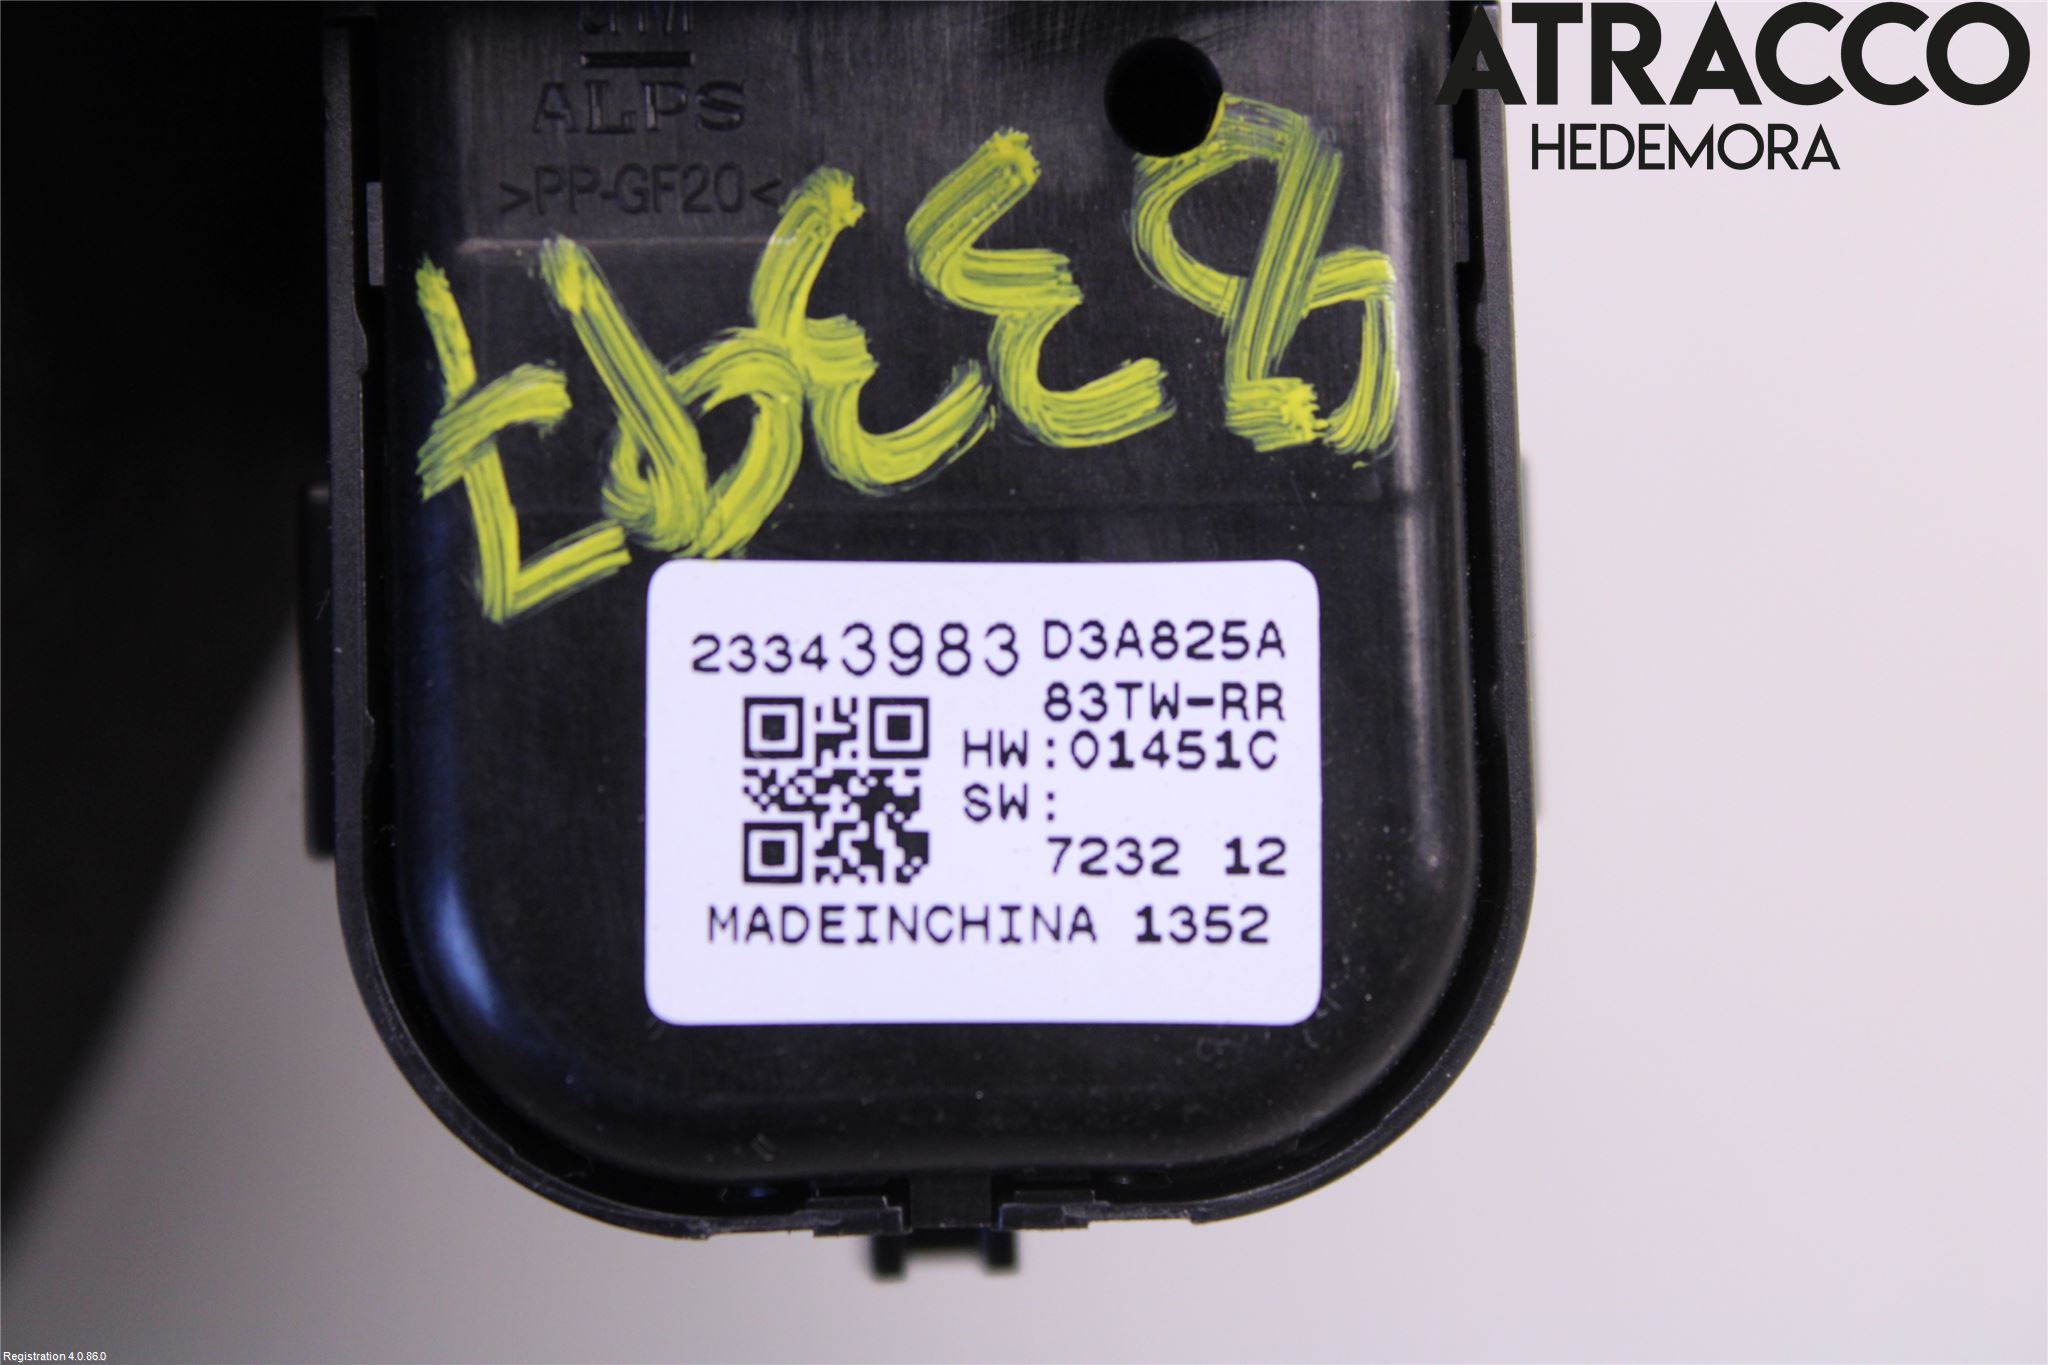 ATRACCO
HEDEMORA
ALPS
>PP-GF20<
23343983 D3A825A
83TW-RR
HW:01451C
SW:
7232 12
MADEINCHINA 1352
Registration 4.0.86.0